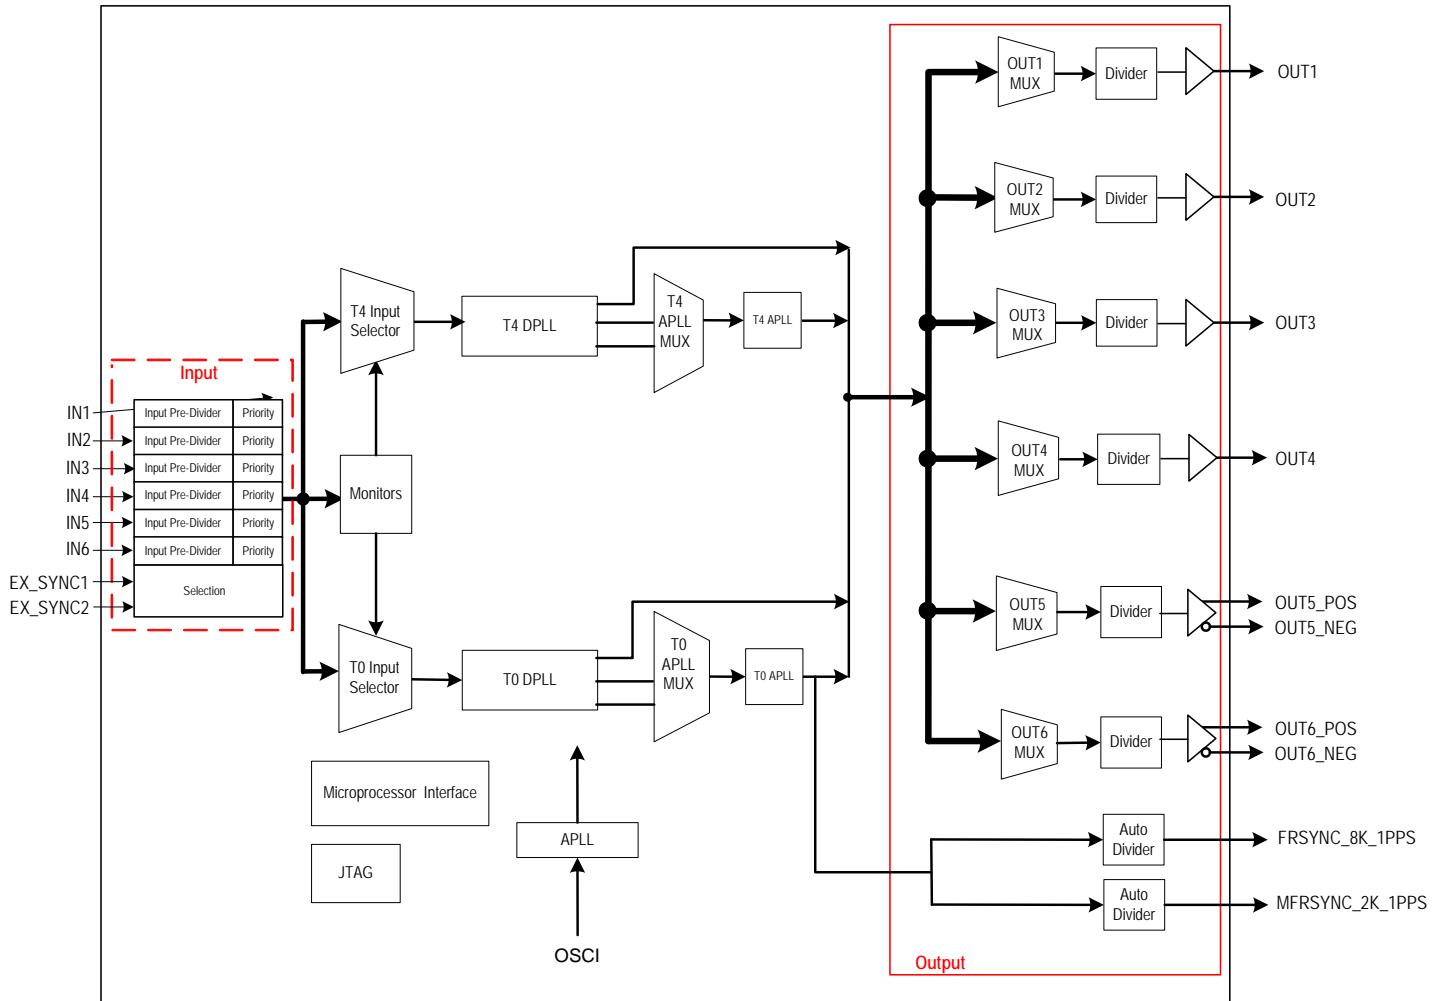 OUT1
MUX
Divider
OUT1
OUT2
MUX
Divider
OUT2
OUT3
MUX
Divider
OUT3
OUT4
MUX
Divider
OUT4
OUT5
MUX
Divider
OUT5_POS
OUT5_NEG
OUT6
MUX
Divider
OUT6_POS
OUT6_NEG
Auto
Divider
FRSYNC_8K_1PPS
Auto
Divider
MFRSYNC_2K_1PPS
Output
T4 Input
Selector
T4 DPLL
T4
APLL
MUX
T4 APLL
Input
IN1
Input Pre-Divider
Priority
IN2
Input Pre-Divider
Priority
IN3
Input Pre-Divider
Priority
IN4
Input Pre-Divider
Priority
IN5
Input Pre-Divider
Priority
IN6
Input Pre-Divider
Priority
EX_SYNC1
EX_SYNC2
Selection
Monitors
T0 Input
Selector
T0 DPLL
T0
APLL
MUX
T0 APLL
Microprocessor Interface
JTAG
APLL
OSCI